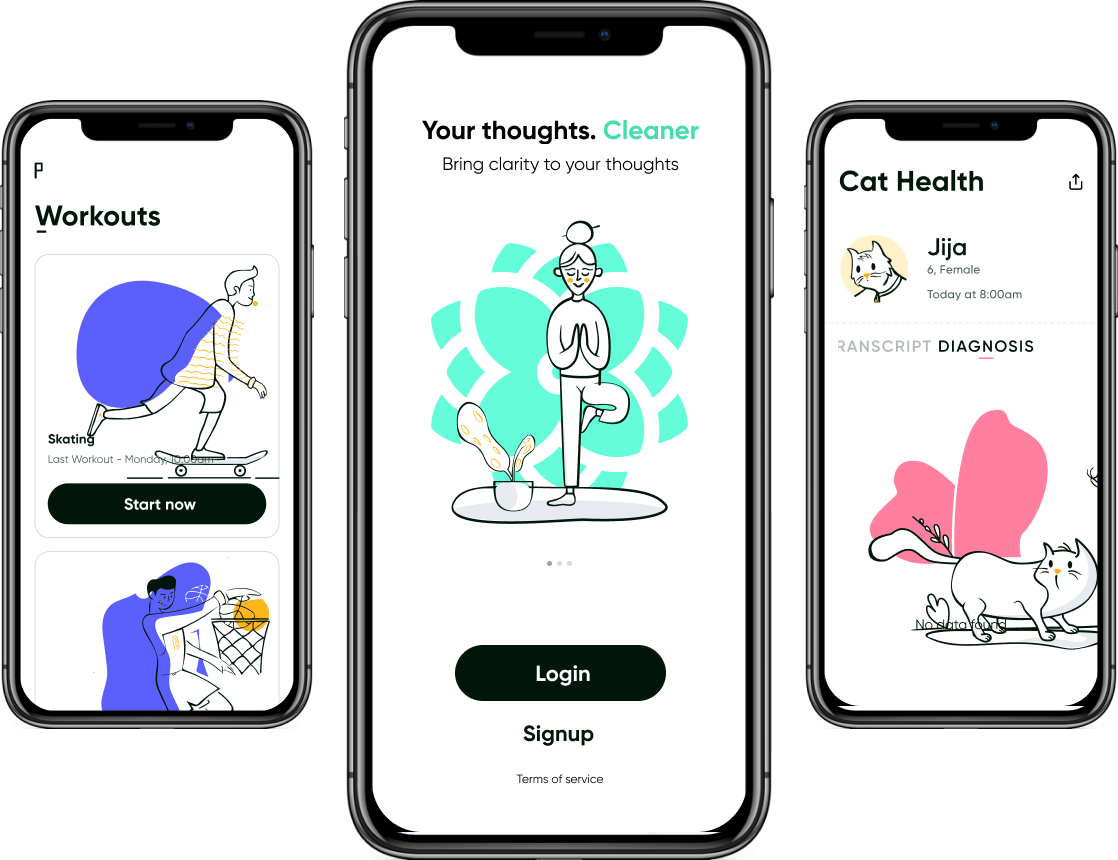 P
Workouts
Skating
Last Workout - Monday, 10:00am
Start now
Your thoughts. Cleaner
Bring clarity to your thoughts
Login
Signup
Terms of service
Cat Health
Jija
6, Female
Today at 8:00am
RANSCRIPT DIAGNOSIS
No data found